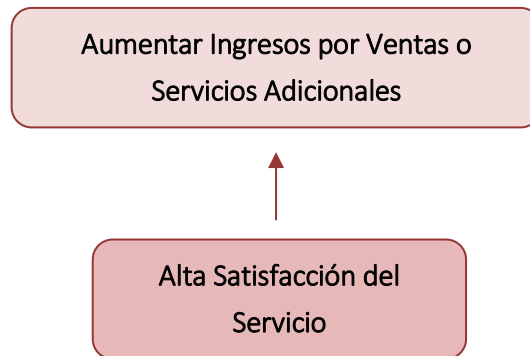 Aumentar Ingresos por Ventas o
Servicios Adicionales
Alta Satisfacción del
Servicio